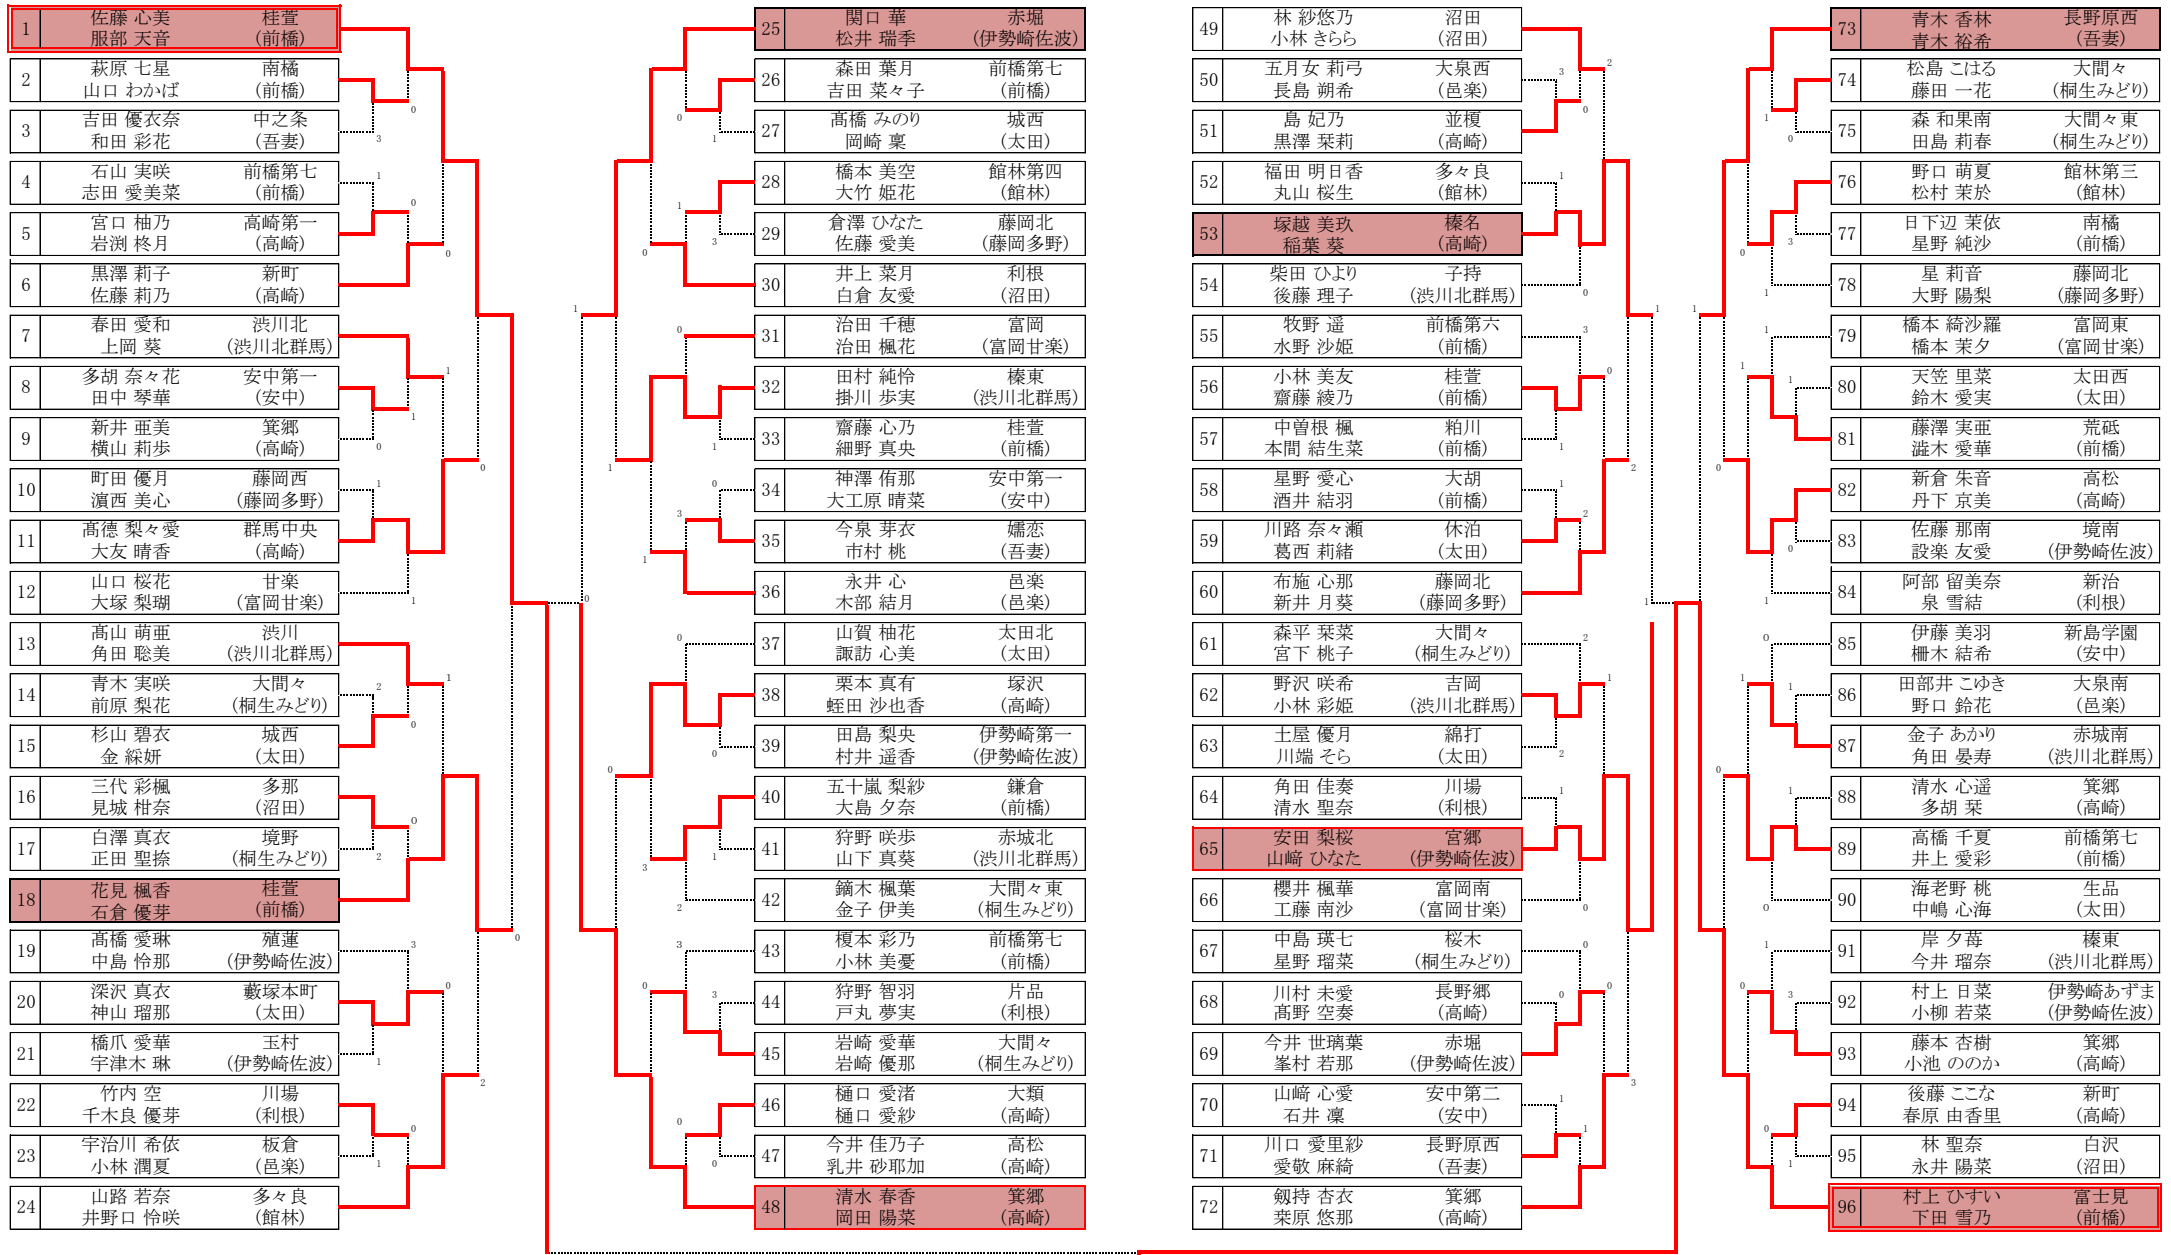 1 佐藤 心美 桂萱
服部 天音 (前橋)
2 萩原 七星 南橘
山口 わかば (前橋)
3 吉田 優衣奈 中之条
和田 彩花 (吾妻)
4 石山 実咲 前橋第七
志田 愛美菜 (前橋)
5 宮口 柚乃 高崎第一
岩渕 柊月 (高崎)
6 黒澤 莉子 新町
佐藤 莉乃 (高崎)
7 春田 愛和 渋川北
上岡 葵 (渋川北群馬)
8 多胡 奈々花 安中第一
田中 琴華 (安中)
9 新井 亜美 箕郷
横山 莉歩 (高崎)
10 町田 優月 藤岡西
濵西 美心 (藤岡多野)
11 髙德 梨々愛 群馬中央
大友 晴香 (高崎)
12 山口 桜花 甘楽
大塚 梨瑚 (富岡甘楽)
13 髙山 萌亜 渋川
角田 聡美 (渋川北群馬)
14 青木 実咲 大間々
前原 梨花 (桐生みどり)
15 杉山 碧衣 城西
金 綵妍 (太田)
16 三代 彩楓 多那
見城 柑奈 (沼田)
17 白澤 真衣 境野
正田 聖捺 (桐生みどり)
18 花見 楓香 桂萱
石倉 優芽 (前橋)
19 髙橋 愛琳 殖蓮
中島 怜那 (伊勢崎佐波)
20 深沢 真衣 藪塚本町
神山 瑠那 (太田)
21 橋爪 愛華 玉村
宇津木 琳 (伊勢崎佐波)
22 竹内 空 川場
千木良 優芽 (利根)
23 宇治川 希依 板倉
小林 潤夏 (邑楽)
24 山路 若奈 多々良
井野口 怜咲 (館林)
25 関口 華 赤堀
松井 瑞季 (伊勢崎佐波)
26 森田 葉月 前橋第七
吉田 菜々子 (前橋)
27 髙橋 みのり 城西
岡崎 稟 (太田)
28 橋本 美空 館林第四
大竹 姫花 (館林)
29 倉澤 ひなた 藤岡北
佐藤 愛美 (藤岡多野)
30 井上 菜月 利根
白倉 友愛 (沼田)
31 治田 千穂 富岡
治田 楓花 (富岡甘楽)
32 田村 純怜 榛東
掛川 歩実 (渋川北群馬)
33 齋藤 心乃 桂萱
細野 真央 (前橋)
34 神澤 侑那 安中第一
大工原 晴菜 (安中)
35 今泉 芽衣 嬬恋
市村 桃 (吾妻)
36 永井 心 邑楽
木部 結月 (邑楽)
37 山賀 柚花 太田北
諏訪 心美 (太田)
38 栗本 真有 塚沢
蛭田 沙也香 (高崎)
39 田島 梨央 伊勢崎第一
村井 遥香 (伊勢崎佐波)
40 五十嵐 梨紗 鎌倉
大島 夕奈 (前橋)
41 狩野 咲歩 赤城北
山下 真葵 (渋川北群馬)
42 鏑木 楓葉 大間々東
金子 伊美 (桐生みどり)
43 榎本 彩乃 前橋第七
小林 美憂 (前橋)
44 狩野 智羽 片品
戸丸 夢実 (利根)
45 岩崎 愛華 大間々
岩崎 優那 (桐生みどり)
46 樋口 愛渚 大類
樋口 愛紗 (高崎)
47 今井 佳乃子 高松
乳井 砂耶加 (高崎)
48 清水 春香 箕郷
岡田 陽菜 (高崎)
49 林 紗悠乃 沼田
小林 きらら (沼田)
50 五月女 莉弓 大泉西
長島 朔希 (邑楽)
51 島 妃乃 並榎
黒澤 栞莉 (高崎)
52 福田 明日香 多々良
丸山 桜生 (館林)
53 塚越 美玖 榛名
稲葉 葵 (高崎)
54 柴田 ひより 子持
後藤 理子 (渋川北群馬)
55 牧野 遥 前橋第六
水野 沙姫 (前橋)
56 小林 美友 桂萱
齋藤 綾乃 (前橋)
57 中曽根 楓 粕川
本間 結生菜 (前橋)
58 星野 愛心 大胡
酒井 結羽 (前橋)
59 川路 奈々瀬 休泊
葛西 莉緒 (太田)
60 布施 心那 藤岡北
新井 月葵 (藤岡多野)
61 森平 栞菜 大間々
宮下 桃子 (桐生みどり)
62 野沢 咲希 吉岡
小林 彩姫 (渋川北群馬)
63 土屋 優月 綿打
川端 そら (太田)
64 角田 佳奏 川場
清水 聖奈 (利根)
65 安田 梨桜 宮郷
山﨑 ひなた (伊勢崎佐波)
66 櫻井 楓華 富岡南
工藤 南沙 (富岡甘楽)
67 中島 瑛七 桜木
星野 瑠菜 (桐生みどり)
68 川村 未愛 長野郷
髙野 空奏 (高崎)
69 今井 世璃葉 赤堀
峯村 若那 (伊勢崎佐波)
70 山﨑 心愛 安中第二
石井 凜 (安中)
71 川口 愛里紗 長野原西
愛敬 麻綺 (吾妻)
72 剱持 杏衣 箕郷
桒原 悠那 (高崎)
73 青木 香林 長野原西
青木 裕希 (吾妻)
74 松島 こはる 大間々
藤田 一花 (桐生みどり)
75 森 和果南 大間々東
田島 莉春 (桐生みどり)
76 野口 萌夏 館林第三
松村 茉於 (館林)
77 日下辺 茉依 南橘
星野 純沙 (前橋)
78 星 莉音 藤岡北
大野 陽梨 (藤岡多野)
79 橋本 綺沙羅 富岡東
橋本 茉夕 (富岡甘楽)
80 天笠 里菜 太田西
鈴木 愛実 (太田)
81 藤澤 実亜 荒砥
澁木 愛華 (前橋)
82 新倉 朱音 高松
丹下 京美 (高崎)
83 佐藤 那南 境南
設楽 友愛 (伊勢崎佐波)
84 阿部 留美奈 新治
泉 雪結 (利根)
85 伊藤 美羽 新島学園
柵木 結希 (安中)
86 田部井 こゆき 大泉南
野口 鈴花 (邑楽)
87 金子 あかり 赤城南
角田 晏寿 (渋川北群馬)
88 清水 心遥 箕郷
多胡 栞 (高崎)
89 高橋 千夏 前橋第七
井上 愛彩 (前橋)
90 海老野 桃 生品
中嶋 心海 (太田)
91 岸 夕苺 榛東
今井 瑠奈 (渋川北群馬)
92 村上 日菜 伊勢崎あずま
小柳 若菜 (伊勢崎佐波)
93 藤本 杏樹 箕郷
小池 ののか (高崎)
94 後藤 ここな 新町
春原 由香里 (高崎)
95 林 聖奈 白沢
永井 陽菜 (沼田)
96 村上 ひすい 富士見
下田 雪乃 (前橋)